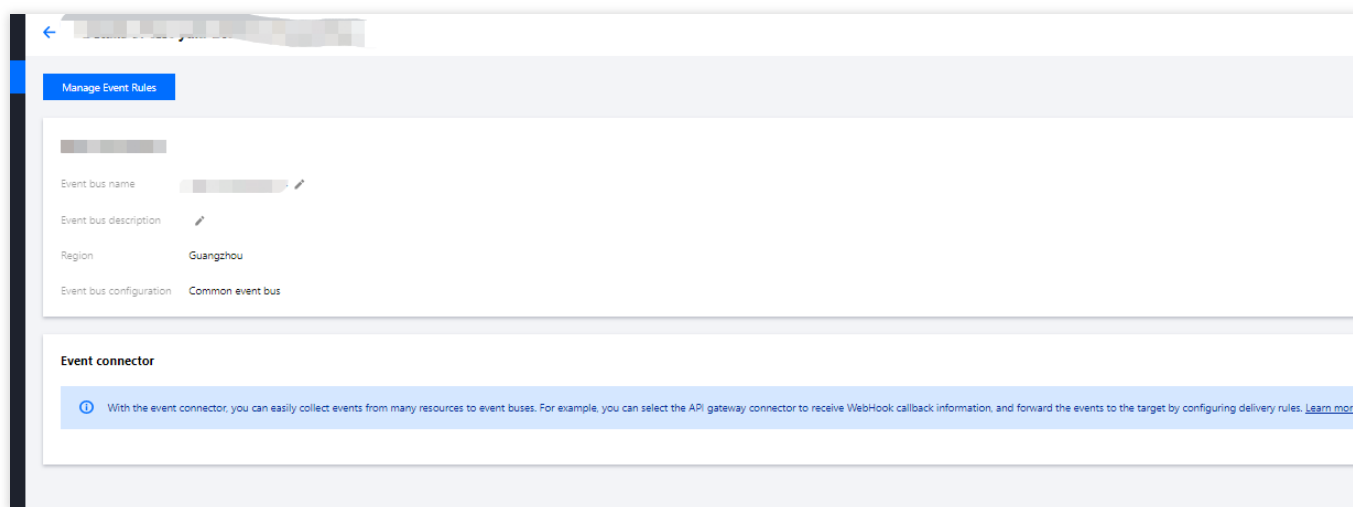 Manage Event Rules
Event bus name
Event bus description
Region Guangzhou
Event bus configuration Common event bus
Event connector
With the event connector, you can easily collect events from many resources to event buses. For example, you can select the API gateway connector to receive WebHook callback information, and forward the events to the target by configuring delivery rules. Learn mor